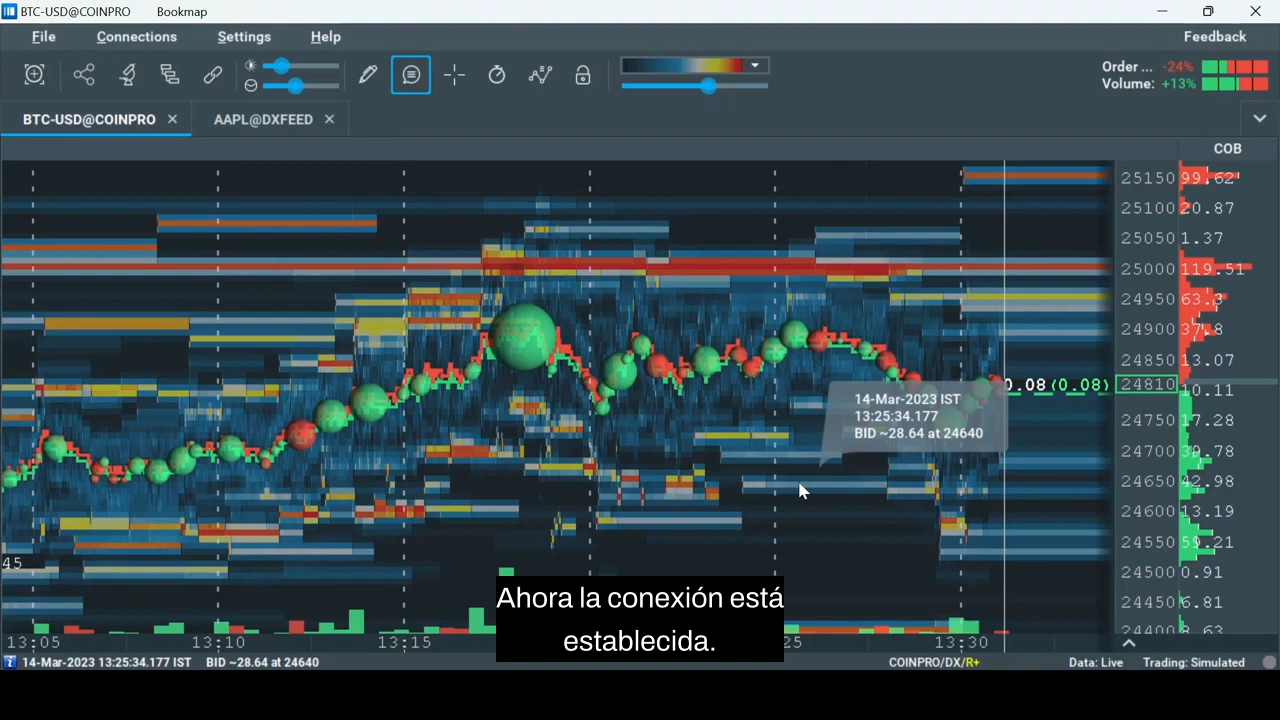 BTC-USD@COINPRO Bookmap
File Connections Settings Help Feedback
Order ... -24%
Volume: +13%
BTC-USD@COINPRO AAPL@DXFEED
COB
25150 99.62
25100 20.87
25050 1.37
25000 119.51
24950 63.3
24900 37.8
24850 13.07
0.08 (0.08) 24810 10.11
14-Mar-2023 IST
13:25:34.177
BID ~28.64 at 24640
24750 17.28
24700 39.78
24650 42.98
24600 13.19
24550 59.21
45
24500 0.91
24450 6.81
24400 8.63
Ahora la conexión está
establecida.
13:05 13:10 13:15 25 13:30
14-Mar-2023 13:25:34.177 IST BID ~28.64 at 24640 COINPRO/DX/R+ Data: Live Trading: Simulated